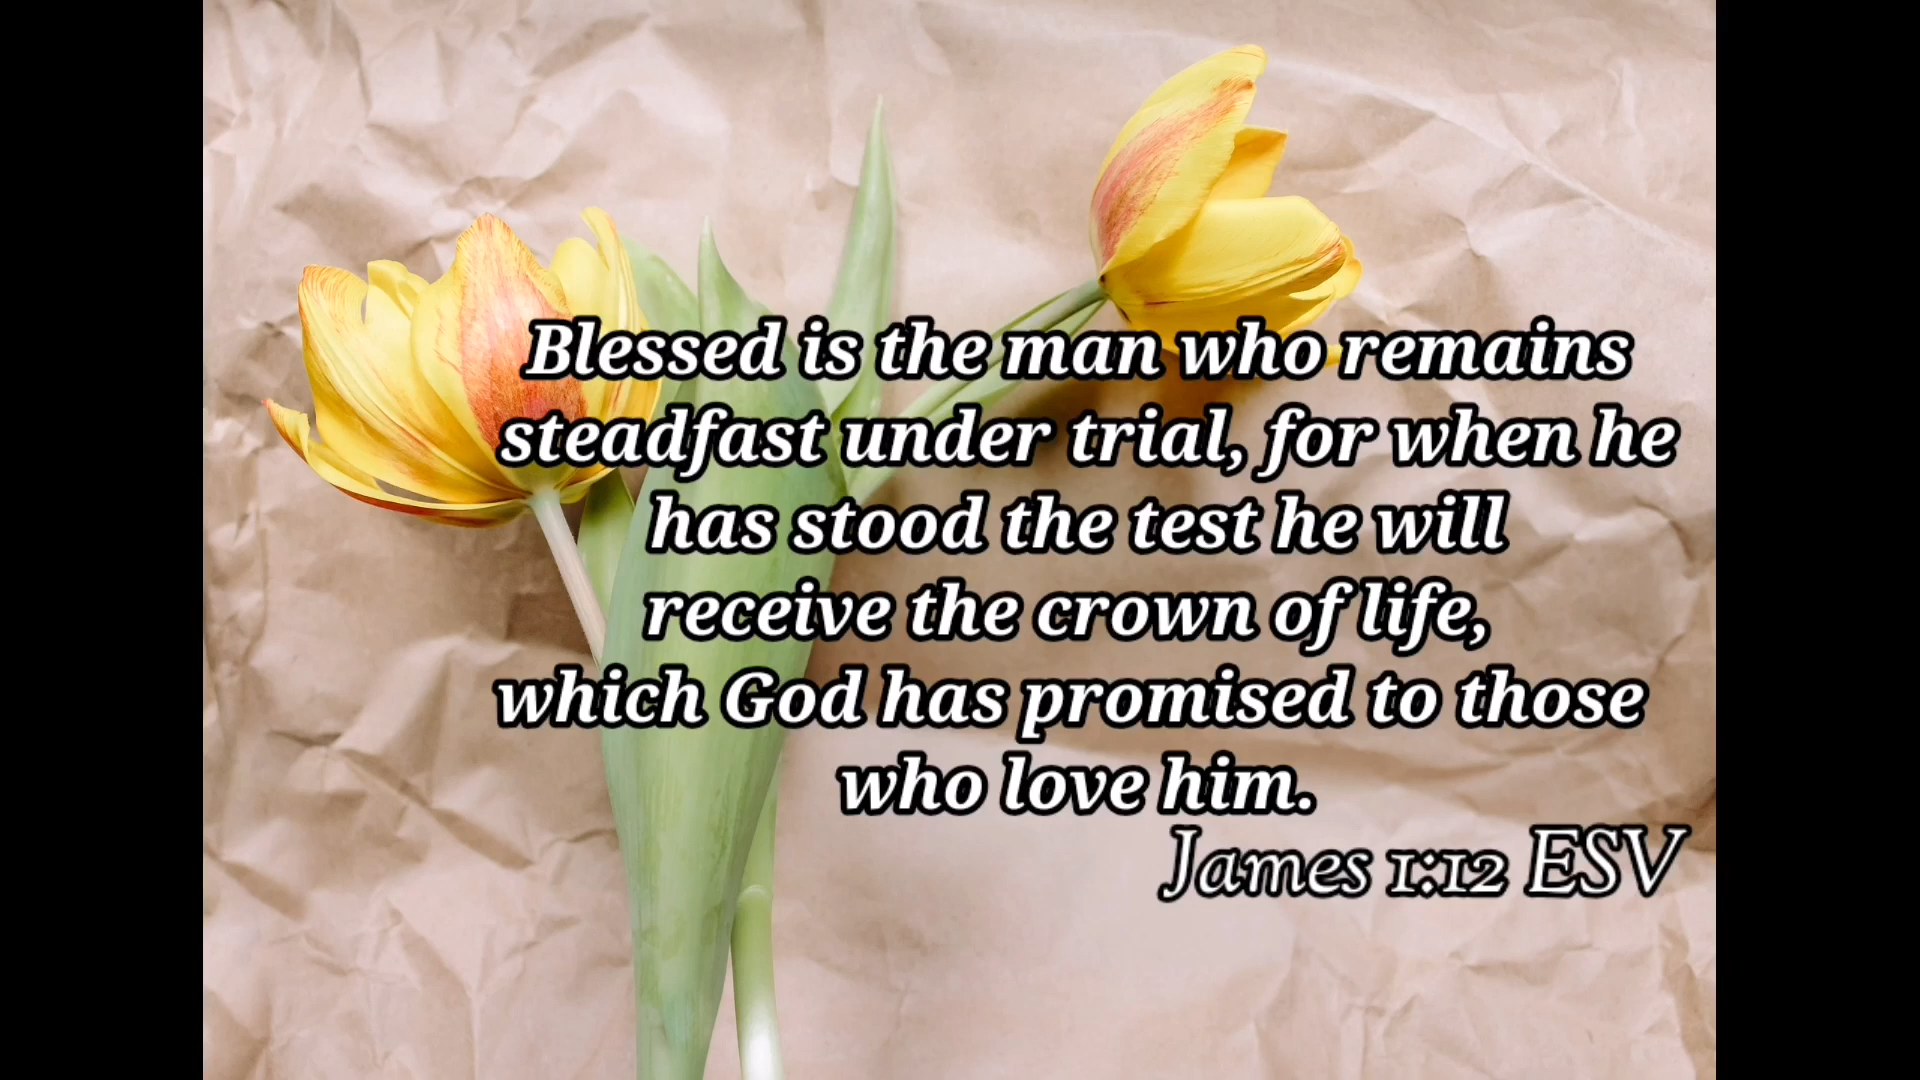 Blessed is the man who remains
steadfast under trial, for when he
has stood the test he will
receive the crown of life,
which God has promised to those
who love him.
James 1:12 ESV